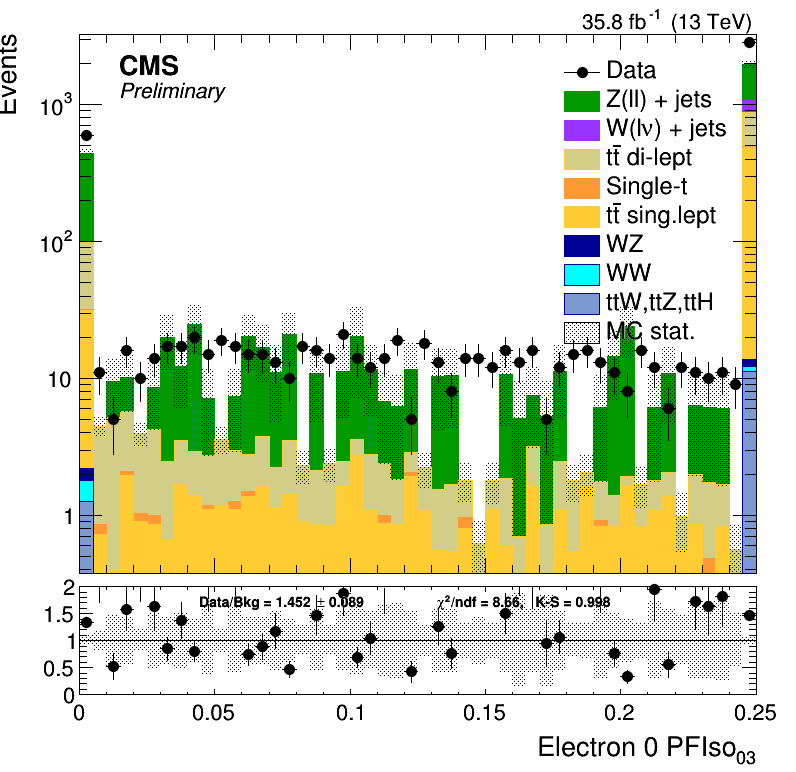 35.8 fb⁻¹ (13 TeV)
Events
CMS
Preliminary
Data
Z(ll) + jets
W(lν) + jets
tt̄ di-lept
Single-t
tt̄ sing.lept
WZ
WW
ttW,ttZ,ttH
MC stat.
10³
10²
10
1
Data/Bkg = 1.452 ± 0.089
χ²/ndf = 8.66, K-S = 0.998
2
1.5
1
0.5
0
0 0.05 0.1 0.15 0.2 0.25
Electron 0 PFIso₀₃